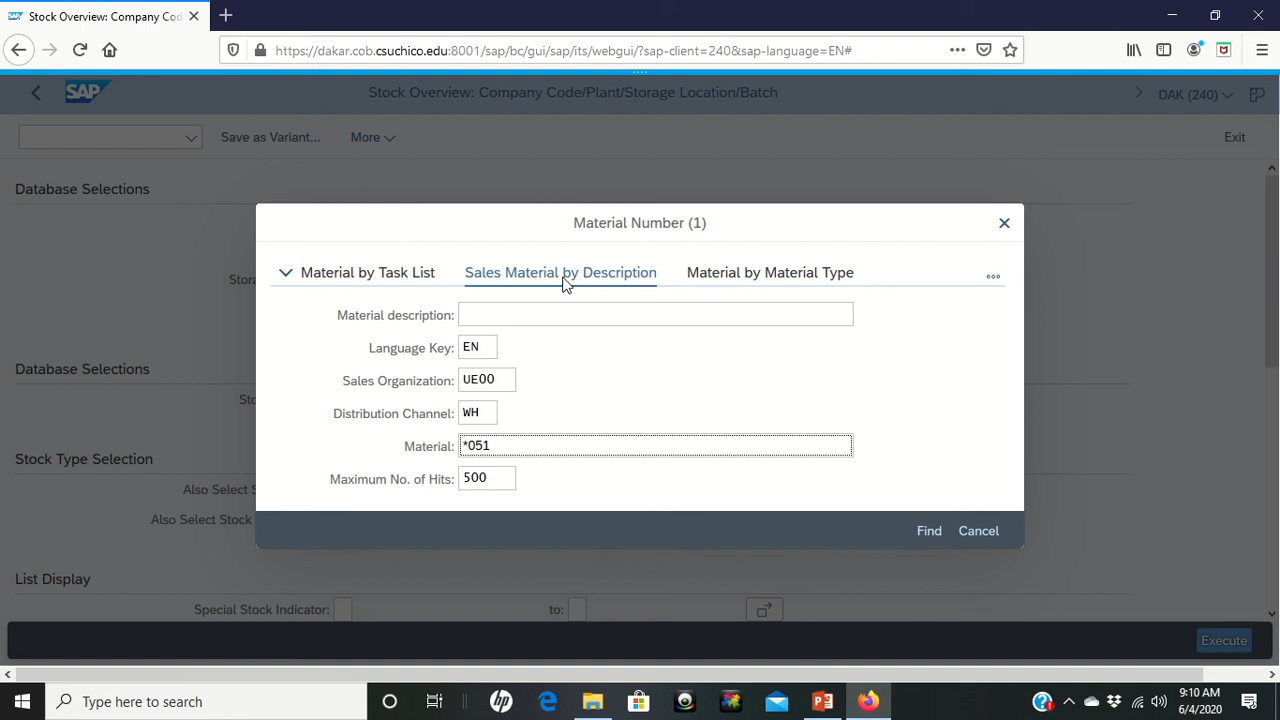 SAP Stock Overview: Company Cod
https://dakar.cob.csuchico.edu:8001/sap/bc/gui/sap/its/webgui/?sap-client=240&sap-language=EN#
SAP Stock Overview: Company Code/Plant/Storage Location/Batch DAK (240)
Save as Variant... More Exit
Database Selections
Material Number (1)
Material by Task List Sales Material by Description Material by Material Type
Stora
Material description:
Language Key: EN
Database Selections
Sales Organization: UE00
Sto
Distribution Channel: WH
Material: *051
Stock Type Selection
Maximum No. of Hits: 500
Also Select S
Also Select Stock
Find Cancel
List Display
Special Stock Indicator: to:
Execute
Type here to search
9:10 AM
6/4/2020